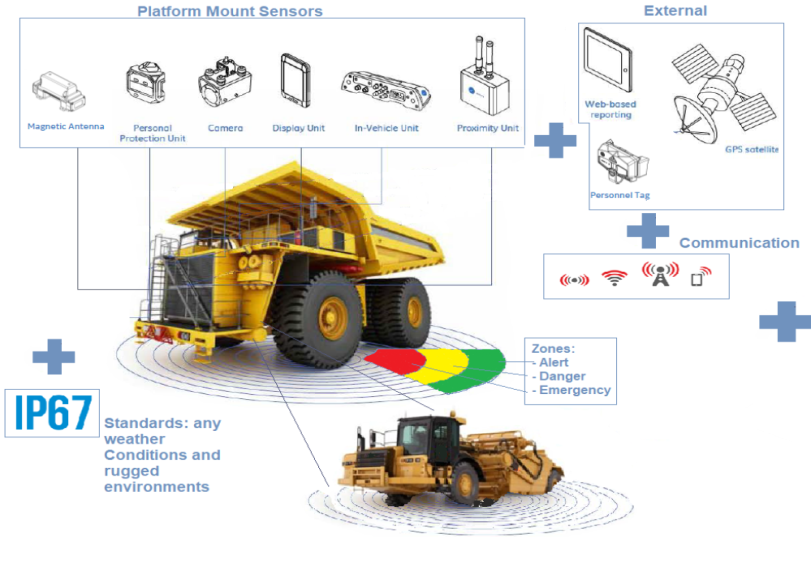 Platform Mount Sensors
External
Magnetic Antenna
Personal
Protection Unit
Camera
Display Unit
In-Vehicle Unit
Proximity Unit
Web-based
reporting
GPS satellite
Personnel Tag
Communication
Zones:
- Alert
- Danger
- Emergency
IP67
Standards: any
weather
Conditions and
rugged
environments